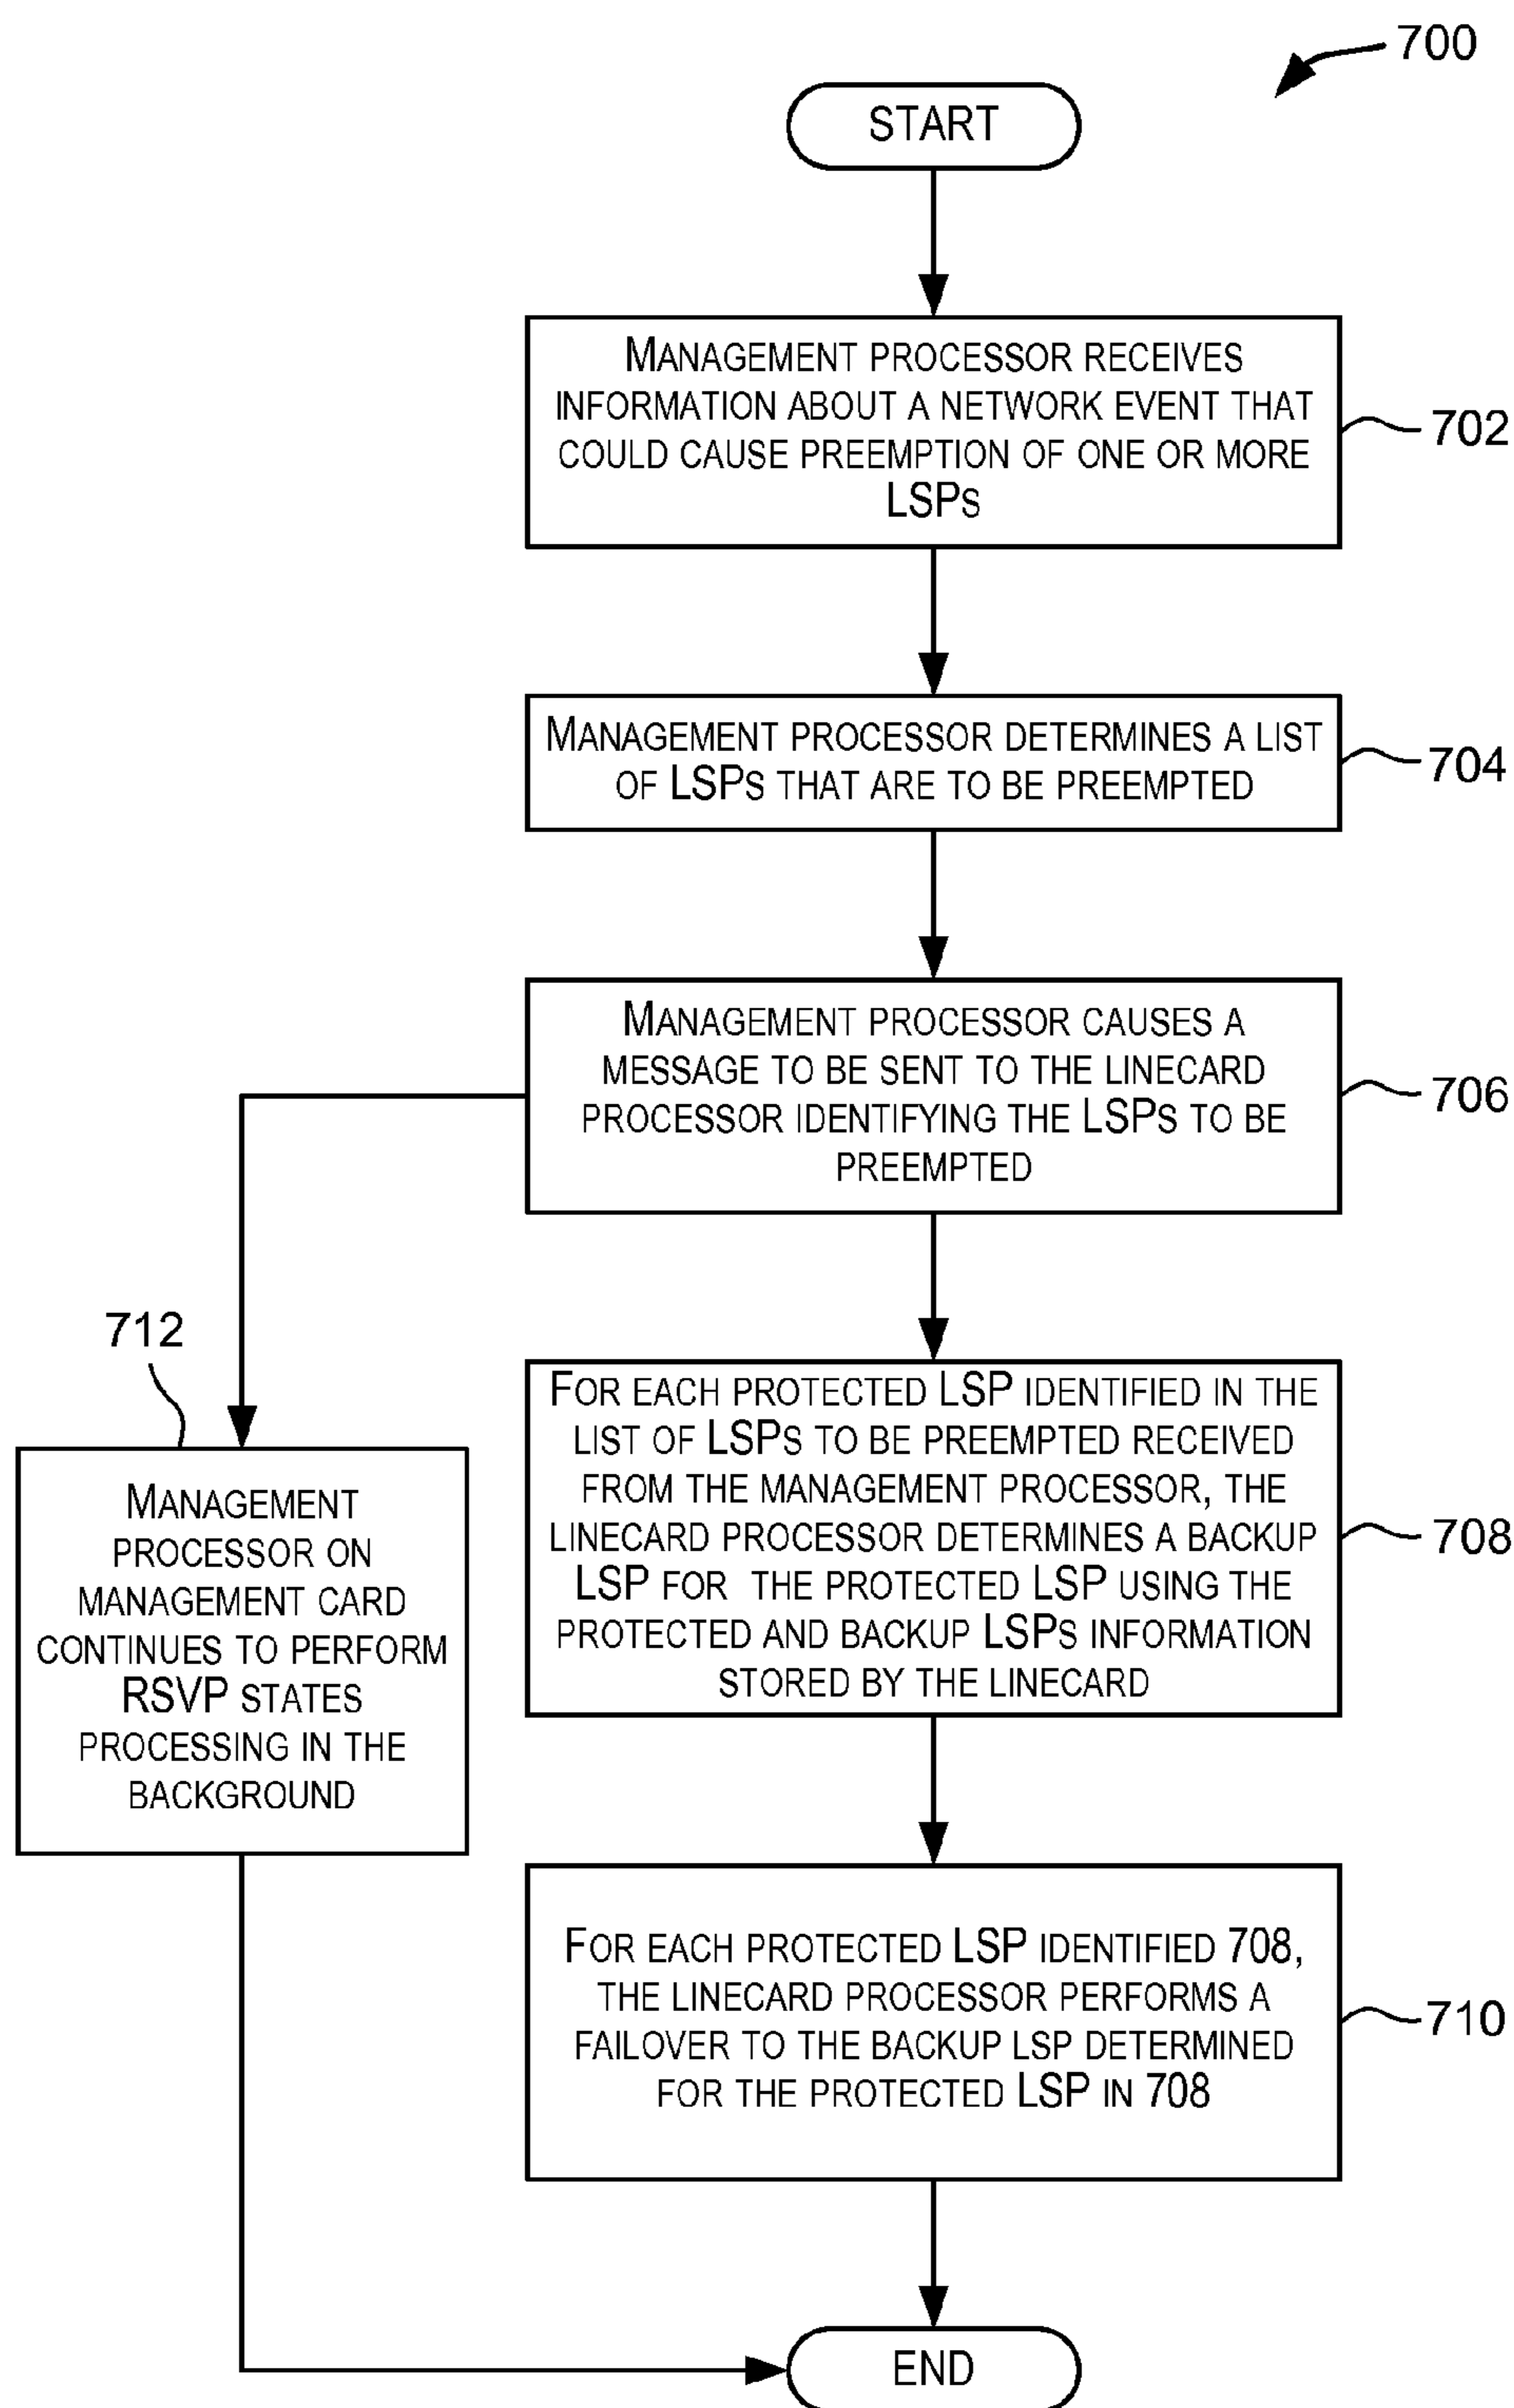 700
START
MANAGEMENT PROCESSOR RECEIVES
INFORMATION ABOUT A NETWORK EVENT THAT
COULD CAUSE PREEMPTION OF ONE OR MORE
LSPS
702
MANAGEMENT PROCESSOR DETERMINES A LIST
OF LSPS THAT ARE TO BE PREEMPTED
704
MANAGEMENT PROCESSOR CAUSES A
MESSAGE TO BE SENT TO THE LINECARD
PROCESSOR IDENTIFYING THE LSPS TO BE
PREEMPTED
706
712
MANAGEMENT
PROCESSOR ON
MANAGEMENT CARD
CONTINUES TO PERFORM
RSVP STATES
PROCESSING IN THE
BACKGROUND
FOR EACH PROTECTED LSP IDENTIFIED IN THE
LIST OF LSPS TO BE PREEMPTED RECEIVED
FROM THE MANAGEMENT PROCESSOR, THE
LINECARD PROCESSOR DETERMINES A BACKUP
LSP FOR THE PROTECTED LSP USING THE
PROTECTED AND BACKUP LSPS INFORMATION
STORED BY THE LINECARD
708
FOR EACH PROTECTED LSP IDENTIFIED 708,
THE LINECARD PROCESSOR PERFORMS A
FAILOVER TO THE BACKUP LSP DETERMINED
FOR THE PROTECTED LSP IN 708
710
END